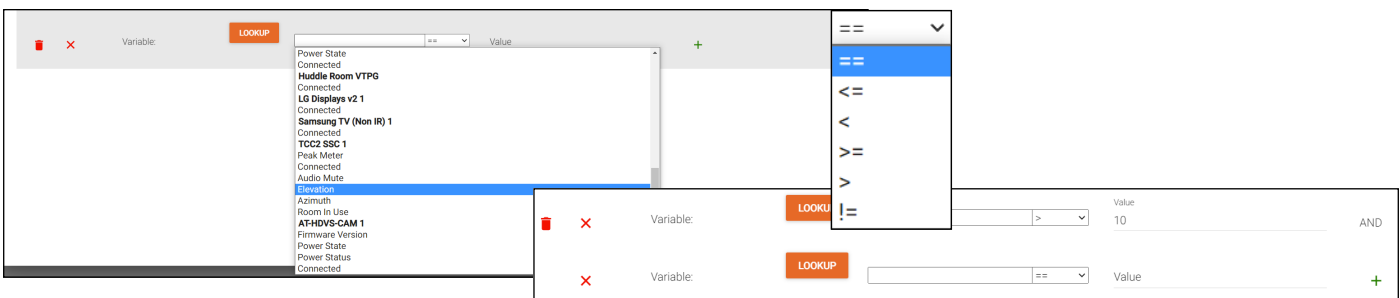 Variable:
LOOKUP
==
Value
+
Power State
Connected
Huddle Room VTPG
Connected
LG Displays v2 1
Connected
Samsung TV (Non IR) 1
Connected
TCC2 SSC 1
Peak Meter
Connected
Audio Mute
Elevation
Azimuth
Room In Use
AT-HDVS-CAM 1
Firmware Version
Power State
Power Status
Connected
==
==
<=
<
>=
>
!=
Variable:
LOOKU
>
Value
10
AND
Variable:
LOOKUP
==
Value
+